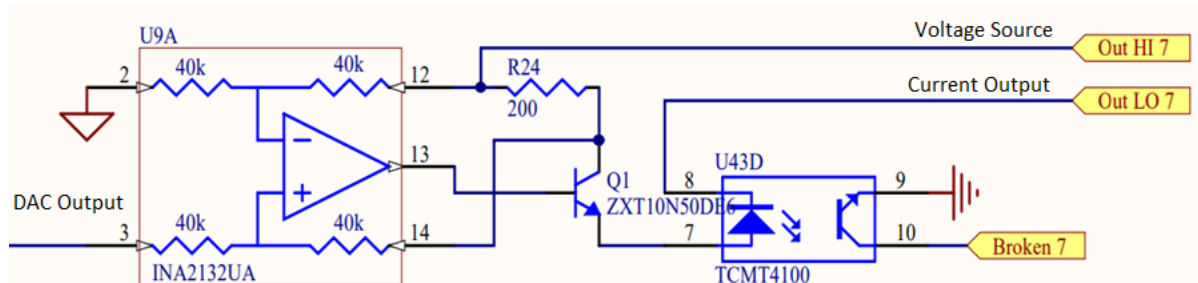 U9A
Voltage Source
Out HI 7
40k
40k
R24
200
2
12
Current Output
Out LO 7
13
U43D
8
9
DAC Output
Q1
ZXT10N50DE6
40k
40k
3
14
7
10
Broken 7
INA2132UA
TCMT4100